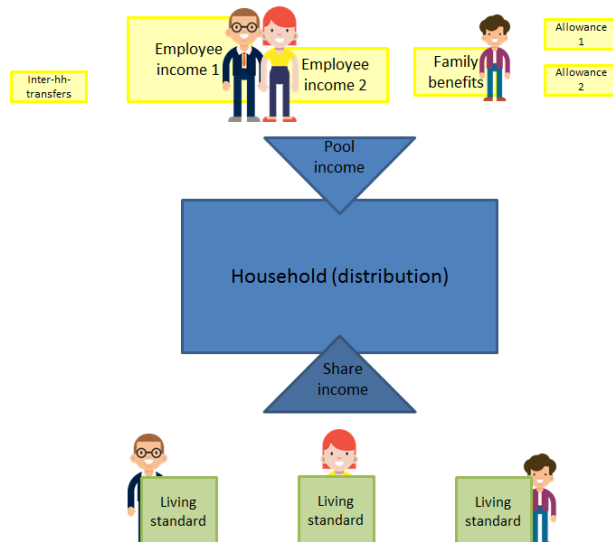 Employee
income 1
Employee
income 2
Family
benefits
Allowance
1
Allowance
2
Inter-hh-
transfers
Pool
income
Household (distribution)
Share
income
Living
standard
Living
standard
Living
standard